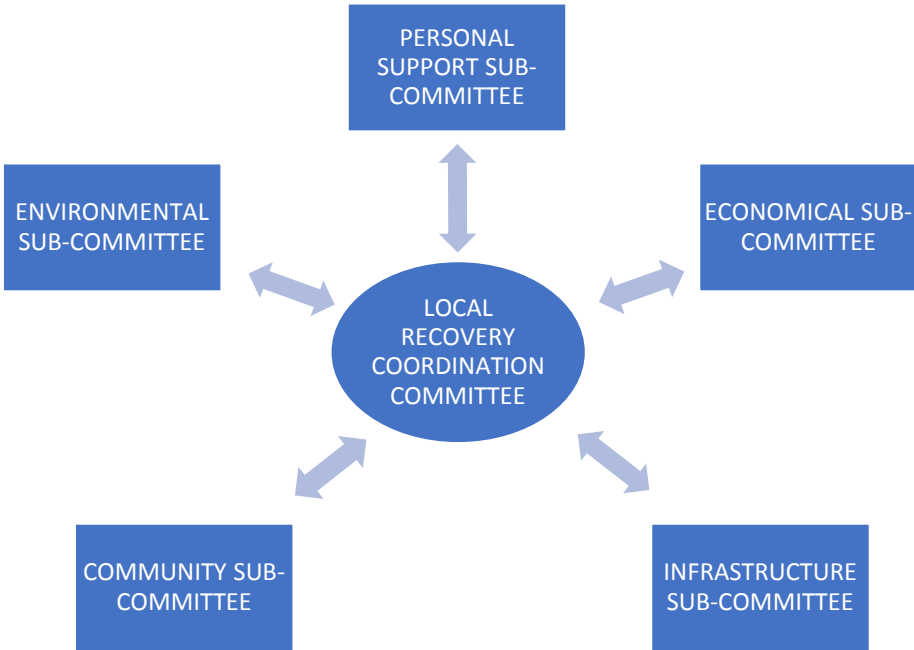 PERSONAL
SUPPORT SUB-
COMMITTEE
ENVIRONMENTAL
SUB-COMMITTEE
ECONOMICAL SUB-
COMMITTEE
LOCAL
RECOVERY
COORDINATION
COMMITTEE
COMMUNITY SUB-
COMMITTEE
INFRASTRUCTURE
SUB-COMMITTEE